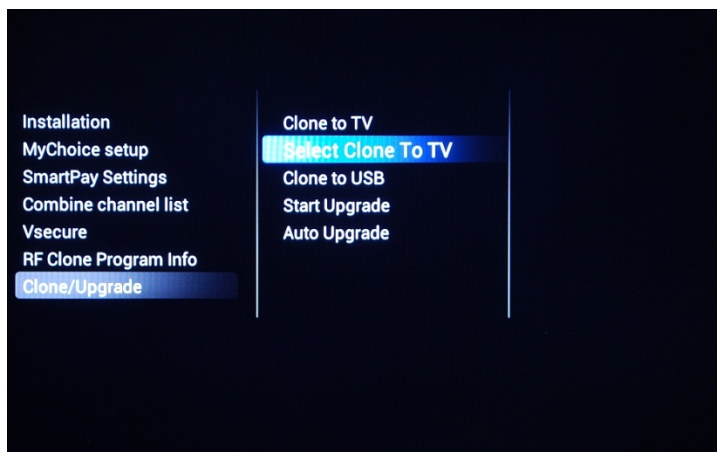 Installation
MyChoice setup
SmartPay Settings
Combine channel list
Vsecure
RF Clone Program Info
Clone/Upgrade
Clone to TV
Select Clone To TV
Clone to USB
Start Upgrade
Auto Upgrade